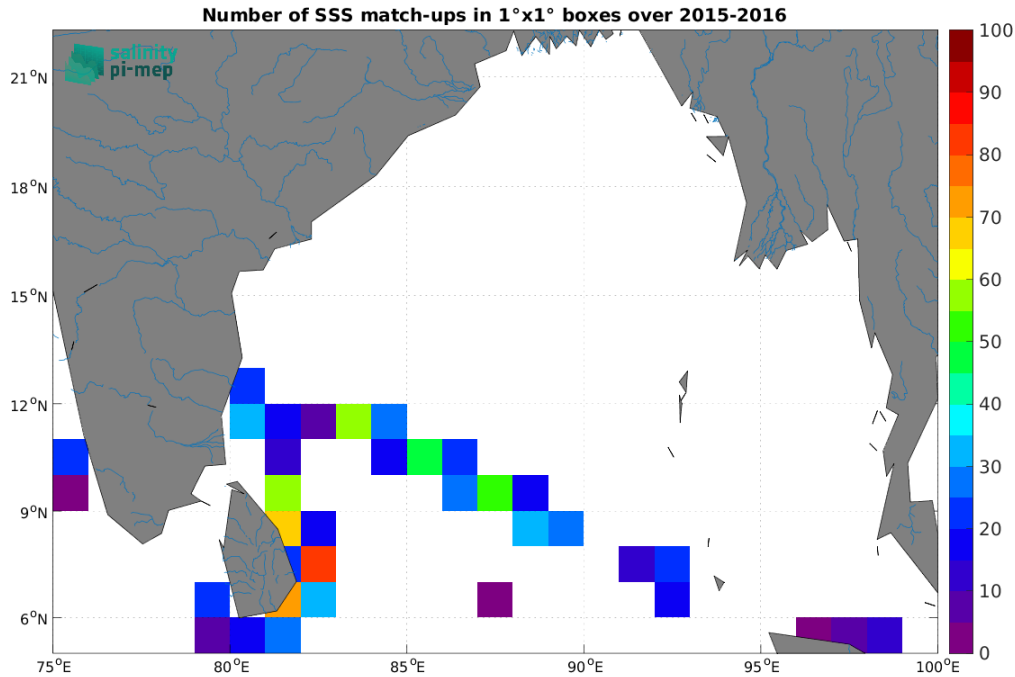 Number of SSS match-ups in 1°x1° boxes over 2015-2016
salinity
pi-mep
21°N
18°N
15°N
12°N
9°N
6°N
75°E
80°E
85°E
90°E
95°E
100°E
100
90
80
70
60
50
40
30
20
10
0